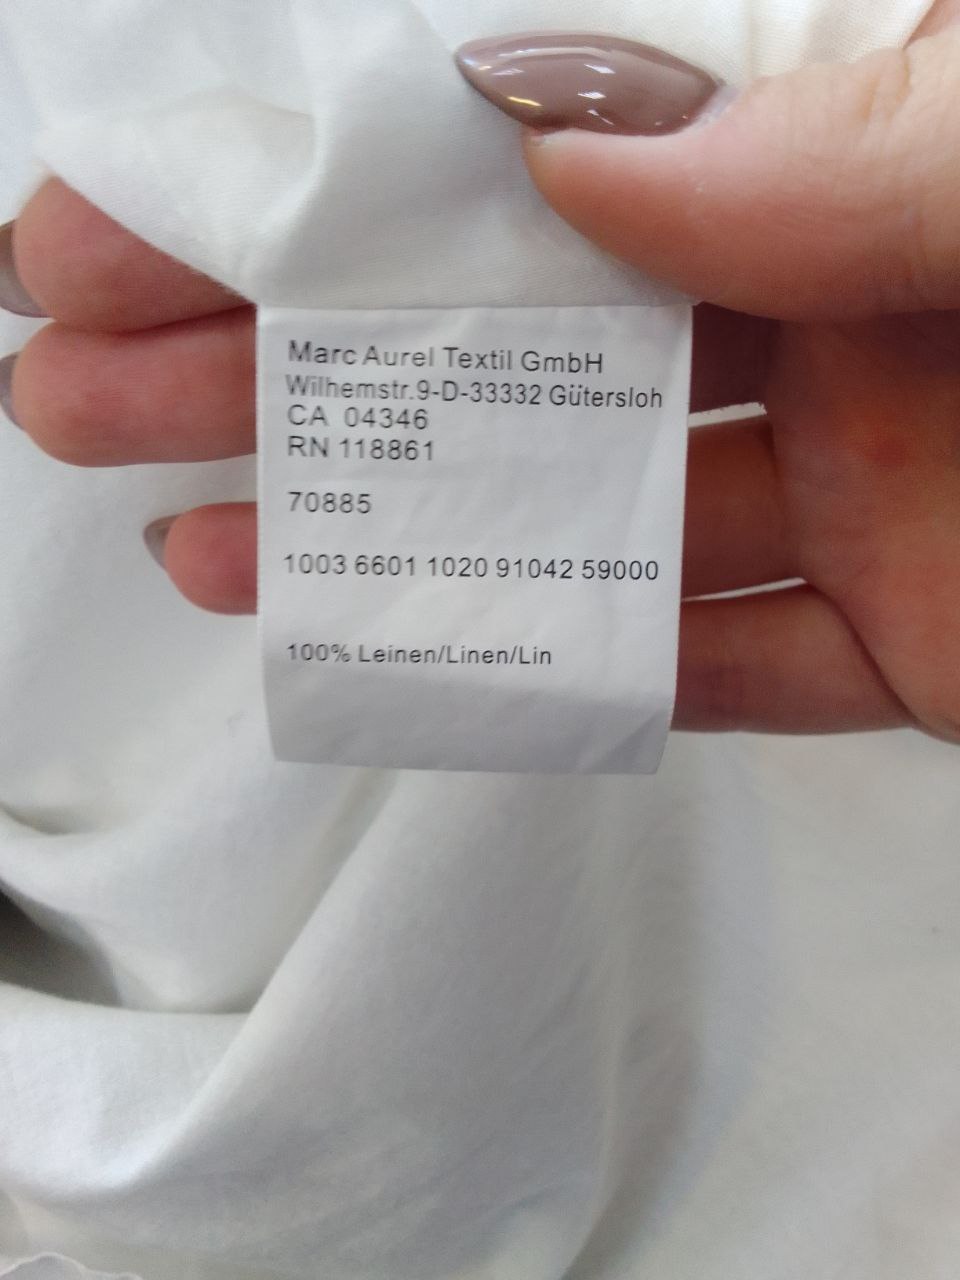 Marc Aurel Textil GmbH
Wilhemstr.9-D-33332 Gütersloh
CA 04346
RN 118861
70885
1003 6601 1020 91042 59000
100% Leinen/Linen/Lin